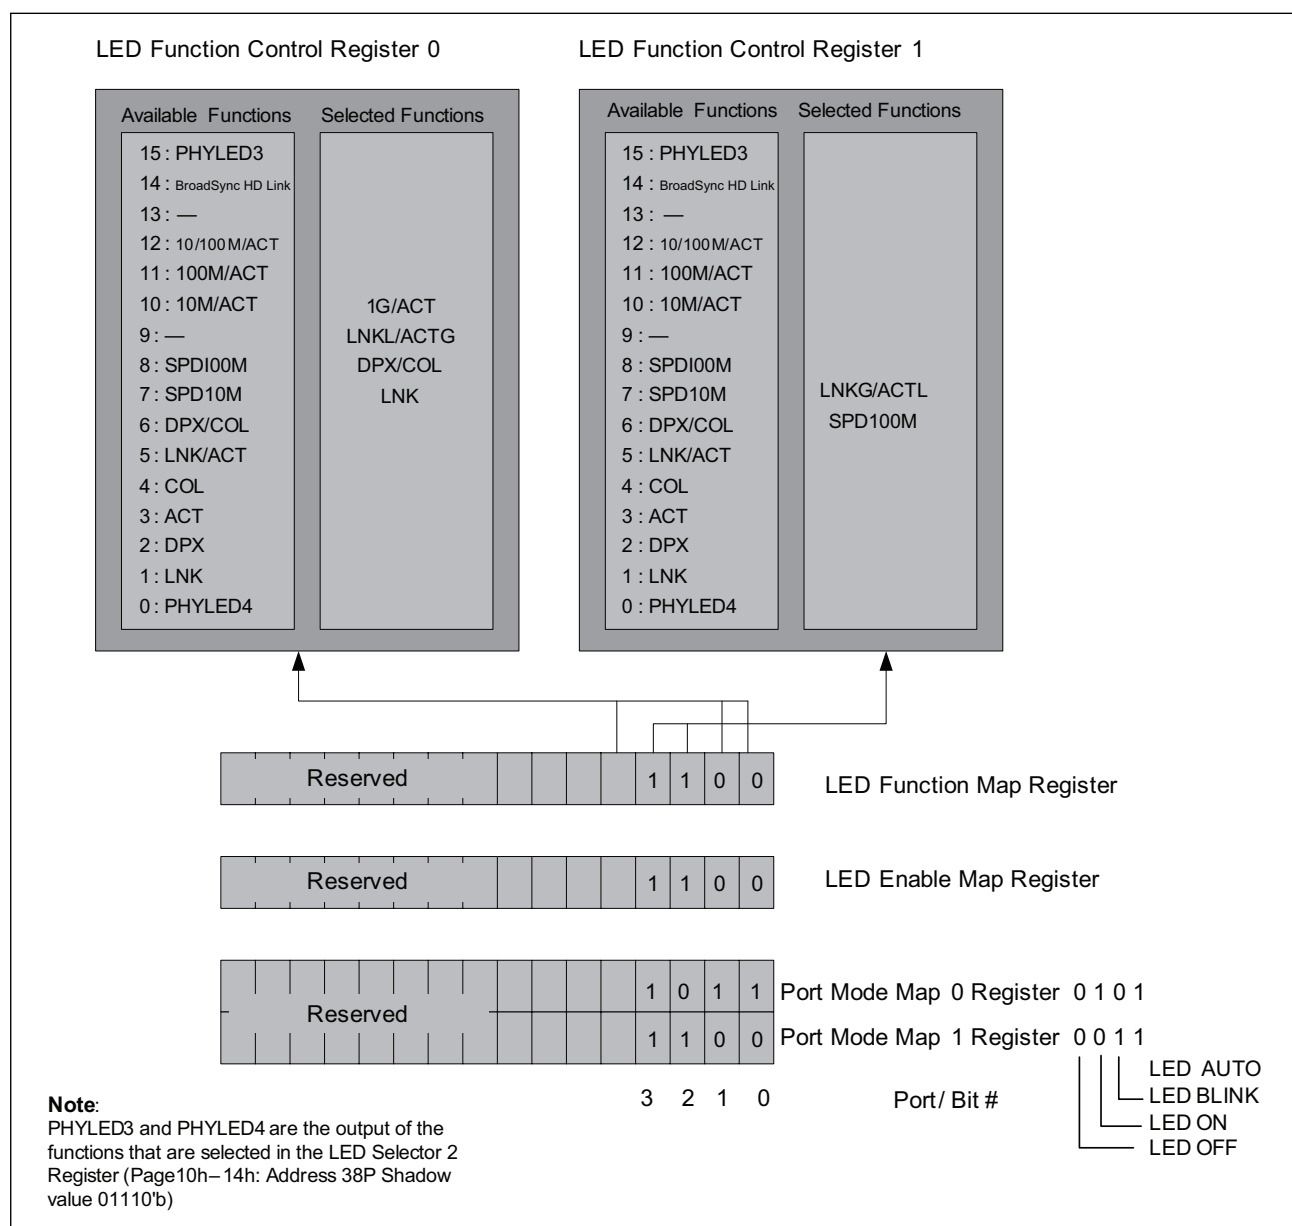 LED Function Control Register 0
LED Function Control Register 1
Available Functions
Selected Functions
15 : PHYLED3
14 : BroadSync HD Link
13 : —
12 : 10/100M/ACT
11 : 100M/ACT
10 : 10M/ACT
9 : —
8 : SPDI00M
7 : SPD10M
6 : DPX/COL
5 : LNK/ACT
4 : COL
3 : ACT
2 : DPX
1 : LNK
0 : PHYLED4
1G/ACT
LNKL/ACTG
DPX/COL
LNK
Available Functions
Selected Functions
15 : PHYLED3
14 : BroadSync HD Link
13 : —
12 : 10/100M/ACT
11 : 100M/ACT
10 : 10M/ACT
9 : —
8 : SPDI00M
7 : SPD10M
6 : DPX/COL
5 : LNK/ACT
4 : COL
3 : ACT
2 : DPX
1 : LNK
0 : PHYLED4
LNKG/ACTL
SPD100M
Reserved 1 1 0 0 LED Function Map Register
Reserved 1 1 0 0 LED Enable Map Register
Reserved
1 0 1 1 Port Mode Map 0 Register 0 1 0 1
1 1 0 0 Port Mode Map 1 Register 0 0 1 1
LED AUTO
LED BLINK
LED ON
LED OFF
3 2 1 0 Port/ Bit #
Note:
PHYLED3 and PHYLED4 are the output of the
functions that are selected in the LED Selector 2
Register (Page10h–14h: Address 38P Shadow
value 01110'b)